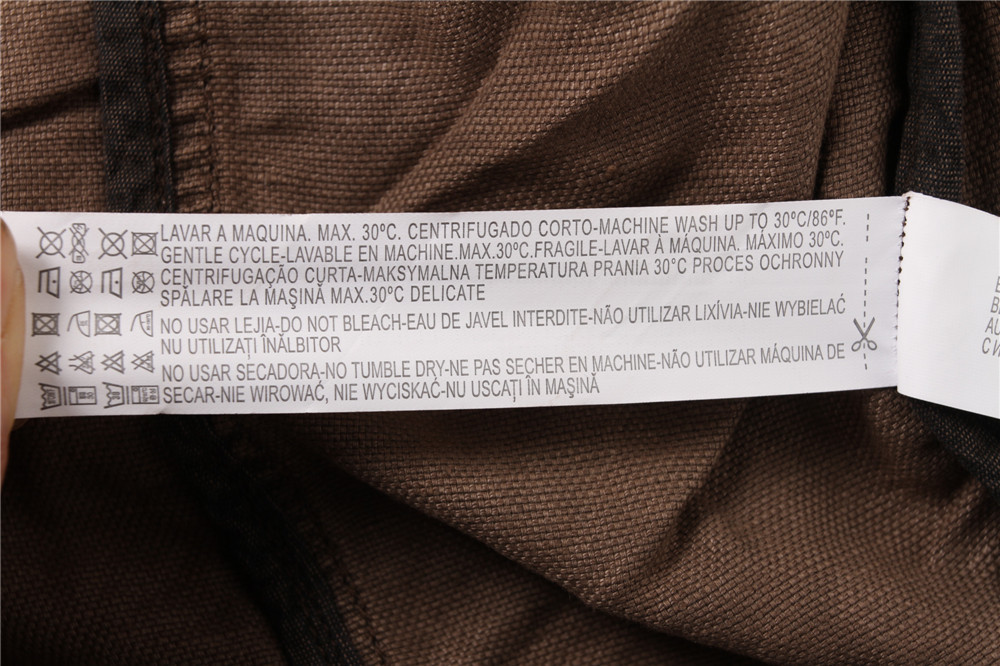 LAVAR A MAQUINA. MAX. 30ºC. CENTRIFUGADO CORTO-MACHINE WASH UP TO 30ºC/86ºF.
GENTLE CYCLE-LAVABLE EN MACHINE.MAX.30ºC.FRAGILE-LAVAR À MÁQUINA. MÁXIMO 30ºC.
CENTRIFUGAÇÃO CURTA-MAKSYMALNA TEMPERATURA PRANIA 30°C PROCES OCHRONNY
SPĂLARE LA MAŞINĂ MAX.30ºC DELICATE
NO USAR LEJIA-DO NOT BLEACH-EAU DE JAVEL INTERDITE-NÃO UTILIZAR LIXÍVIA-NIE WYBIELAĆ
NU UTILIZAŢI ÎNĂLBITOR
NO USAR SECADORA-NO TUMBLE DRY-NE PAS SECHER EN MACHINE-NÃO UTILIZAR MÁQUINA DE
SECAR-NIE WIROWAĆ, NIE WYCISKAĆ-NU USCAŢI ÎN MAŞINĂ